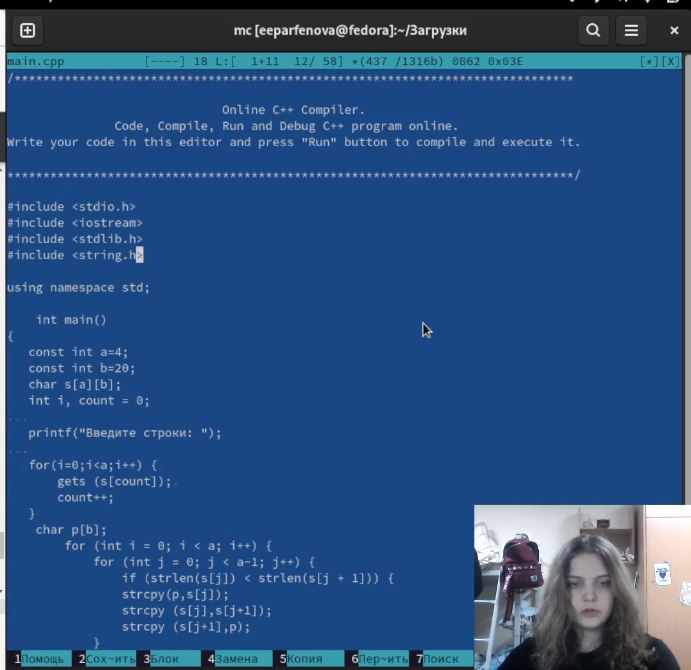 mc [eeparfenova@fedora]:~/Загрузки
main.cpp [----] 18 L:[ 1+11 12/ 58] *(437 /1316b) 0062 0x03E [*][X]
/******************************************************************************
Online C++ Compiler.
Code, Compile, Run and Debug C++ program online.
Write your code in this editor and press "Run" button to compile and execute it.
*******************************************************************************/
#include <stdio.h>
#include <iostream>
#include <stdlib.h>
#include <string.h>
using namespace std;
int main()
{
const int a=4;
const int b=20;
char s[a][b];
int i, count = 0;
...
printf("Введите строки: ");
...
for(i=0;i<a;i++) {
gets (s[count]);.
count++;
}
char p[b];
for (int i = 0; i < a; i++) {
for (int j = 0; j < a-1; j++) {
if (strlen(s[j]) < strlen(s[j + 1])) {
strcpy(p,s[j]);
strcpy (s[j],s[j+1]);
strcpy (s[j+1],p);
}
1Помощь 2Сох~ить 3Блок 4Замена 5Копия 6Пер~ить 7Поиск